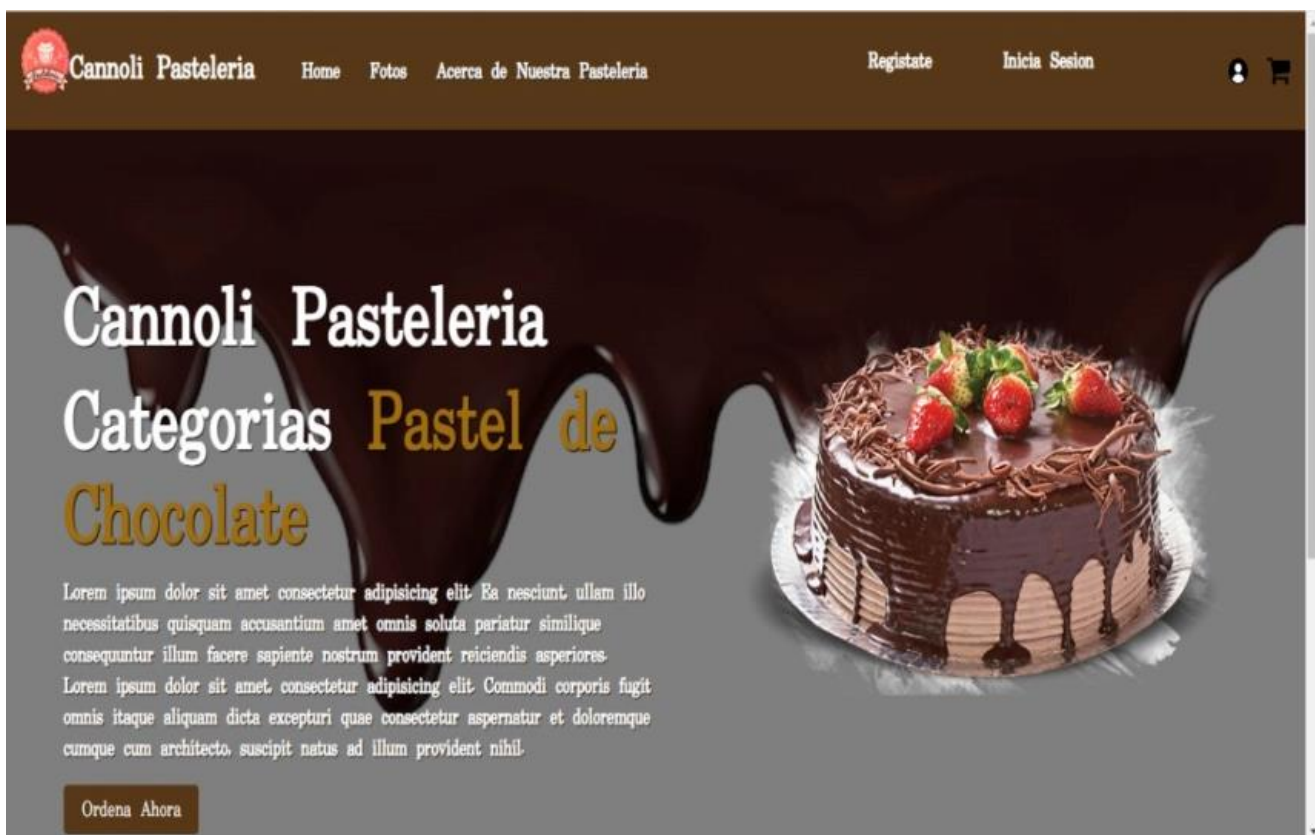 Cannoli Pasteleria
Home Fotos Acerca de Nuestra Pasteleria
Registate Inicia Sesion
Cannoli Pasteleria
Categorias Pastel de
Chocolate
Lorem ipsum dolor sit amet consectetur adipisicing elit. Ea nesciunt, ullam illo
necessitatibus quisquam accusantium amet omnis soluta pariatur similique
consequuntur illum facere sapiente nostrum provident reiciendis asperiores.
Lorem ipsum dolor sit amet, consectetur adipisicing elit. Commodi corporis fugit
omnis itaque aliquam dicta excepturi quae consectetur aspernatur et doloremque
cumque cum architecto, suscipit natus ad illum provident nihil.
Ordena Ahora